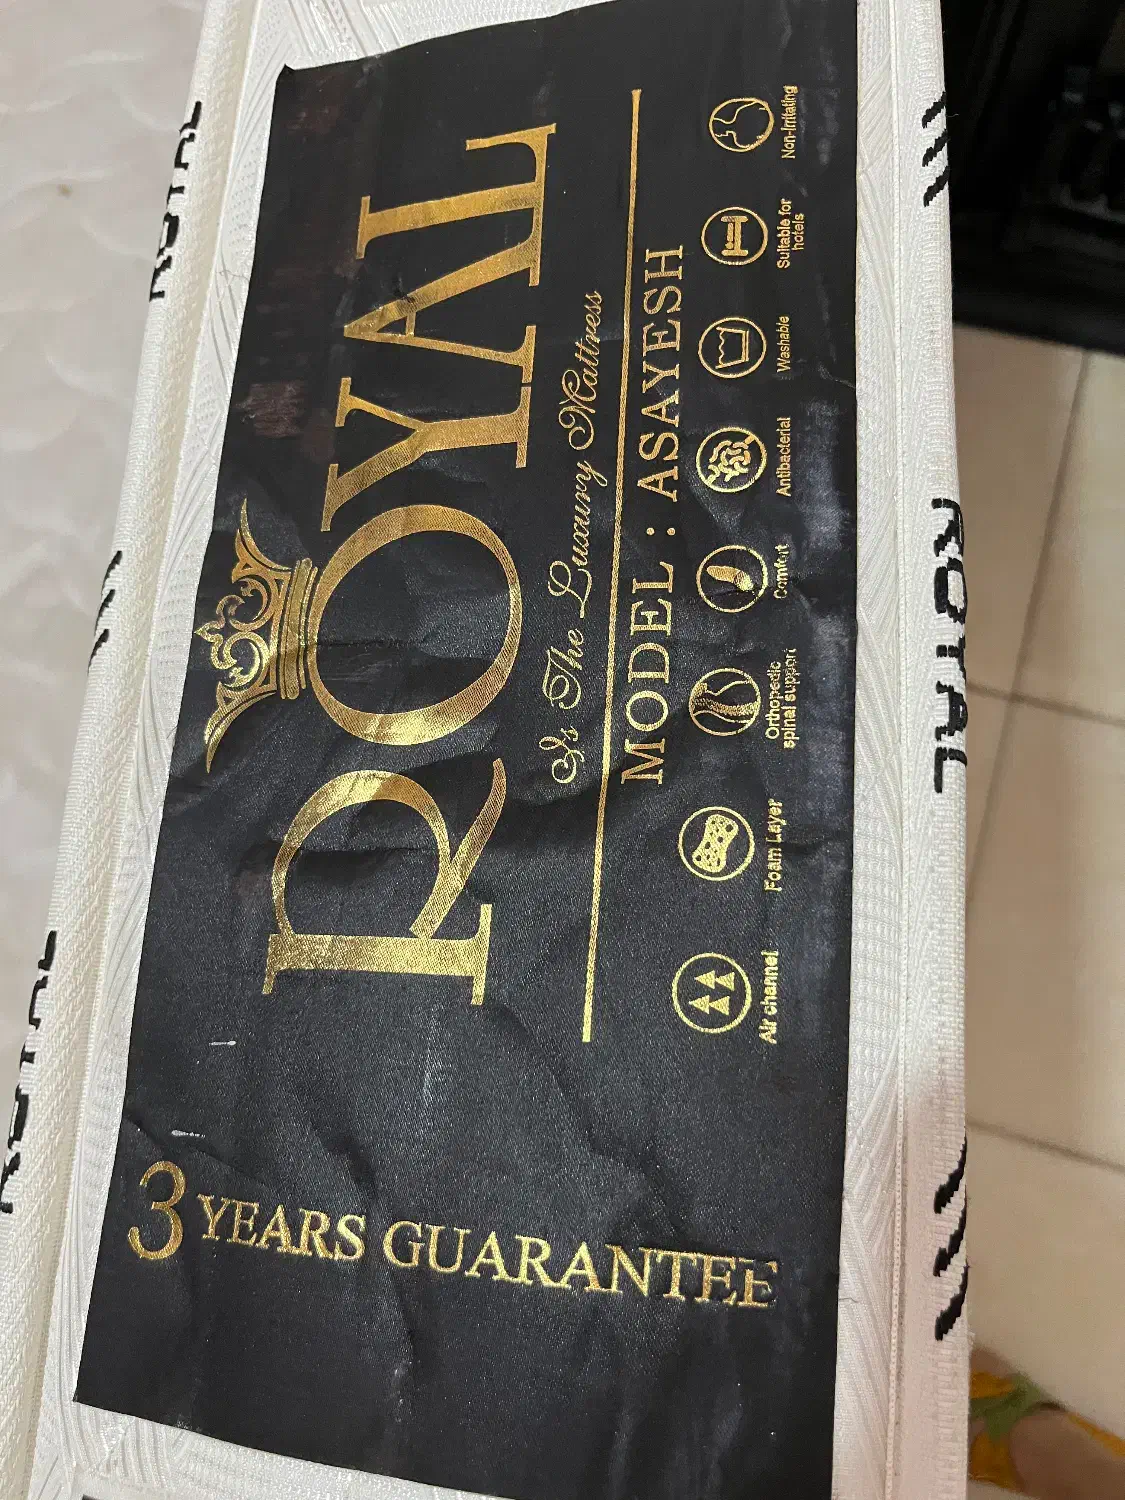 ROYAL
Is The Luxury Mattress
MODEL : ASAYESH
Air channel
Foam Layer
Orthopedic
spinal support
Comfort
Antibacterial
Washable
Suitable for
hotels
Non-irritating
3 YEARS GUARANTEE
ROYAL
ROYAL
ROYAL